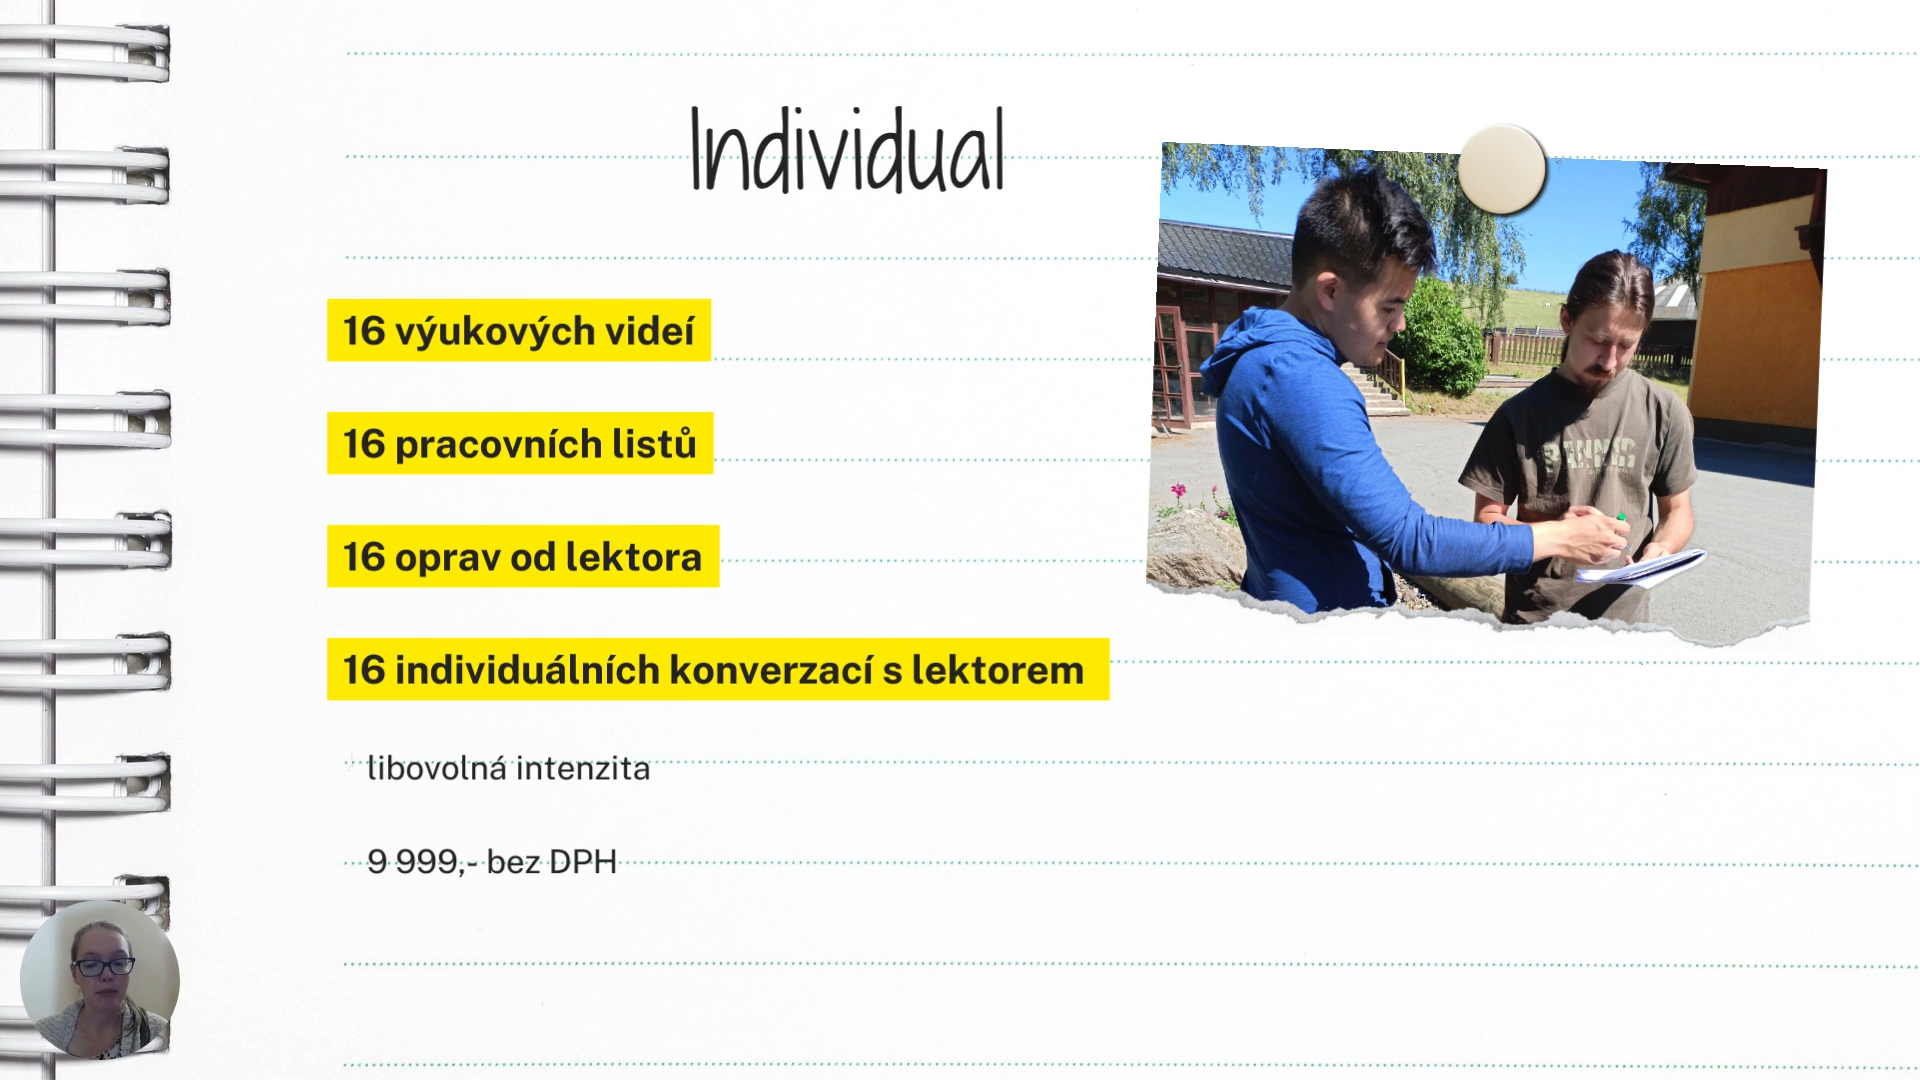 Individual
16 výukových videí
16 pracovních listů
16 oprav od lektora
16 individuálních konverzací s lektorem
libovolná intenzita
9 999,- bez DPH